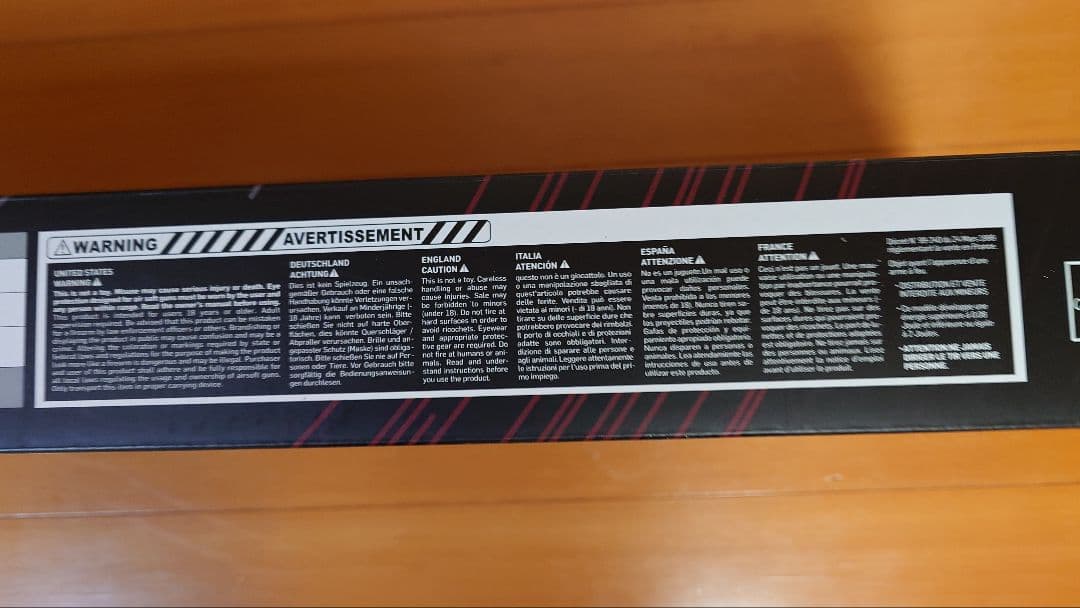 WARNING
AVERTISSEMENT
UNITED STATES
WARNING
This is not a toy. Misuse may cause serious injury or death. Eye
protection designed for air soft guns must be worn by the user and
any person within range. Read the owner's manual before using.
This product is intended for users 18 years or older. Adult
supervision required. Be advised that this product can be mistaken
for a firearm by law enforcement officers or others. Brandishing or
displaying the product in public may cause confusion and may be a
crime. Altering the coloration or markings required by state or
federal laws and regulations for the purpose of making the product
look more like a firearm is dangerous and may be illegal. Purchaser
and user of this product shall adhere and be fully responsible for
all local laws regulating the usage and ownership of airsoft guns.
Only transport this item in proper carrying device.
DEUTSCHLAND
ACHTUNG
Dies ist kein Spielzeug. Ein unsach-
gemäßer Gebrauch oder eine falsche
Handhabung könnte Verletzungen ver-
ursachen. Verkauf an Minderjährige (-
18 Jahre) kann verboten sein. Bitte
schießen Sie nicht auf harte Ober-
flächen, dies könnte Querschläger /
Abpraller verursachen. Brille und an-
gepasster Schutz (Maske) sind obliga-
torisch. Bitte schießen Sie nie auf Per-
sonen oder Tiere. Vor Gebrauch bitte
sorgfältig die Bedienungsanweisun-
gen durchlesen.
ENGLAND
CAUTION
This is not a toy. Careless
handling or abuse may
cause injuries. Sale may
be forbidden to minors
(under 18). Do not fire at
hard surfaces in order to
avoid ricochets. Eyewear
and appropriate protec-
tive gear are required. Do
not fire at humans or ani-
mals. Read and under-
stand instructions before
you use the product.
ITALIA
ATENCIÓN
questo non è un giocattolo. Un uso
o una manipolazione sbagliata di
quest'articolo potrebbe causare
delle ferite. Vendita può essere
vietata ai minori (- di 18 anni). Non
tirare su delle superficie dure che
potrebbero provocare dei rimbalzi.
Il porto di occhiali e di protezioni
adatte sono obbligatori. Inter-
dizione di sparare alle persone o
agli animali. Leggere attentamente
le istruzioni per l'uso prima del pri-
mo impiego.
ESPAÑA
ATTENZIONE
No es un juguete. Un mal uso o
una mala utilización puede
provocar daños personales.
Venta prohibida a los menores
(menos de 18). Nunca tiren so-
bre superficies duras, ya que
los proyectiles podrían rebotar.
Gafas de protección y equi-
pamiento apropiado obligatorio.
Nunca disparen a personas o
animales. Lea atendamente las
intrucciones de uso antes de
utilizar este producto.
FRANCE
ATTENTION
Ceci n'est pas un jouet. Une mau-
vaise utilisation ou une manipula-
tion par inadvertance peut pro-
voquer des blessures. La vente
peut être interdite aux mineurs (-
de 18 ans). Ne tirez pas sur des
surfaces dures qui pourraient pro-
voquer des ricochets. Le port de lu-
nettes et de protections adaptées
est obligatoire. Ne tirez jamais sur
des personnes ou animaux. Lisez
avant d'utiliser le produit.
Décret N° 99-240 du 24 Mars 1999
réglementant la vente en France.
Objet ayant l'apparence d'une
arme à feu.
-DISTRIBUTION ET VENTE
INTERDITE AUX MINEURS
ATTENTION NE JAMAIS
DIRIGER LE TIR VERS UNE
PERSONNE.